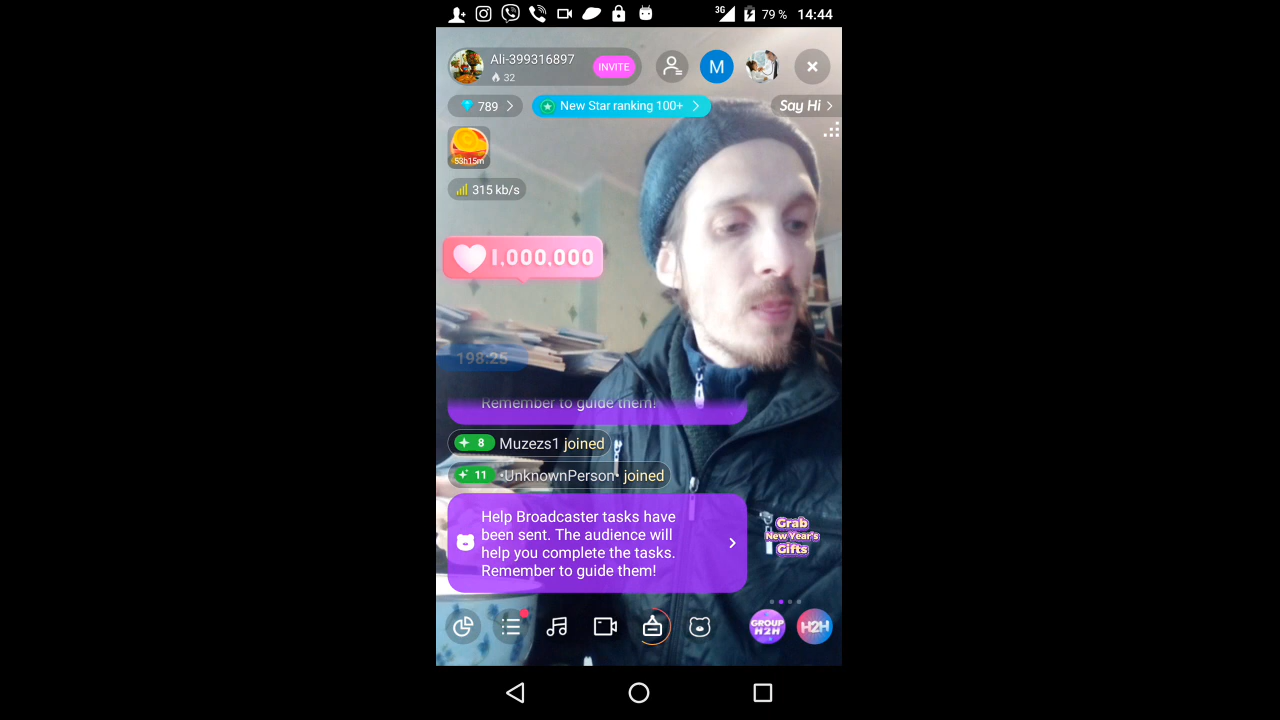 3G 79 % 14:44
Ali-399316897
32
INVITE
M
789
New Star ranking 100+
Say Hi
53h15m
315 kb/s
1,000,000
198:25
Remember to guide them!
8 Muzezs1 joined
11 •UnknownPerson• joined
Help Broadcaster tasks have
been sent. The audience will
help you complete the tasks.
Remember to guide them!
Grab
New Year's
Gifts
GROUP
H2H
H2H